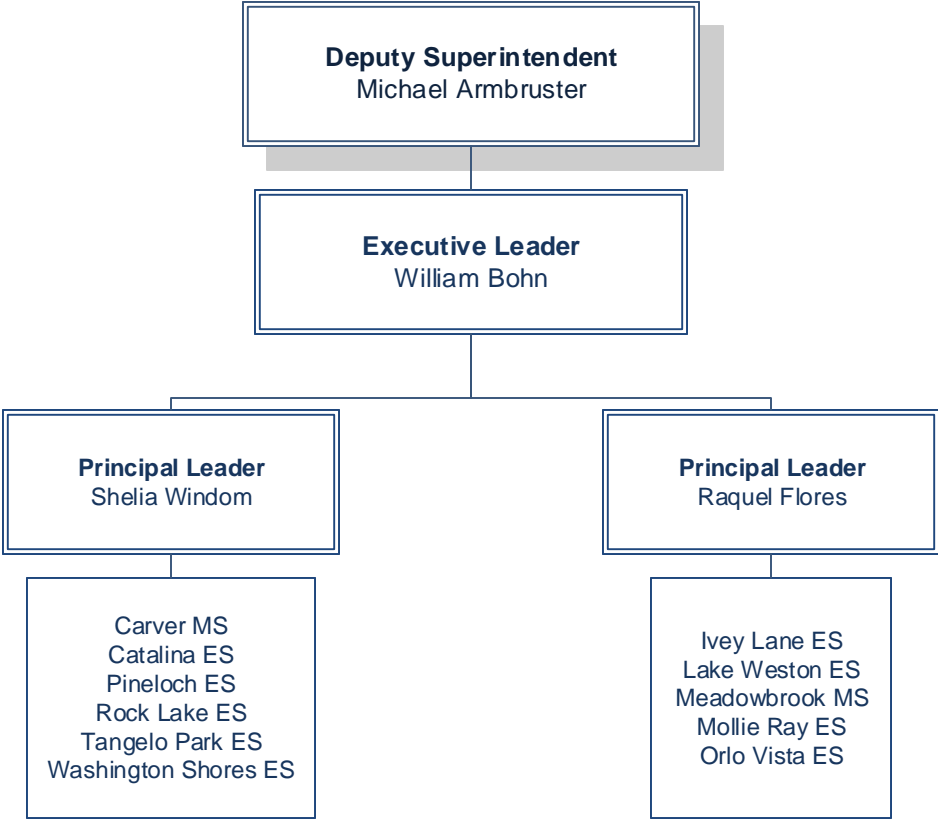 Deputy Superintendent
Michael Armbruster
Executive Leader
William Bohn
Principal Leader
Shelia Windom
Principal Leader
Raquel Flores
Carver MS
Catalina ES
Pineloch ES
Rock Lake ES
Tangelo Park ES
Washington Shores ES
Ivey Lane ES
Lake Weston ES
Meadowbrook MS
Mollie Ray ES
Orlo Vista ES